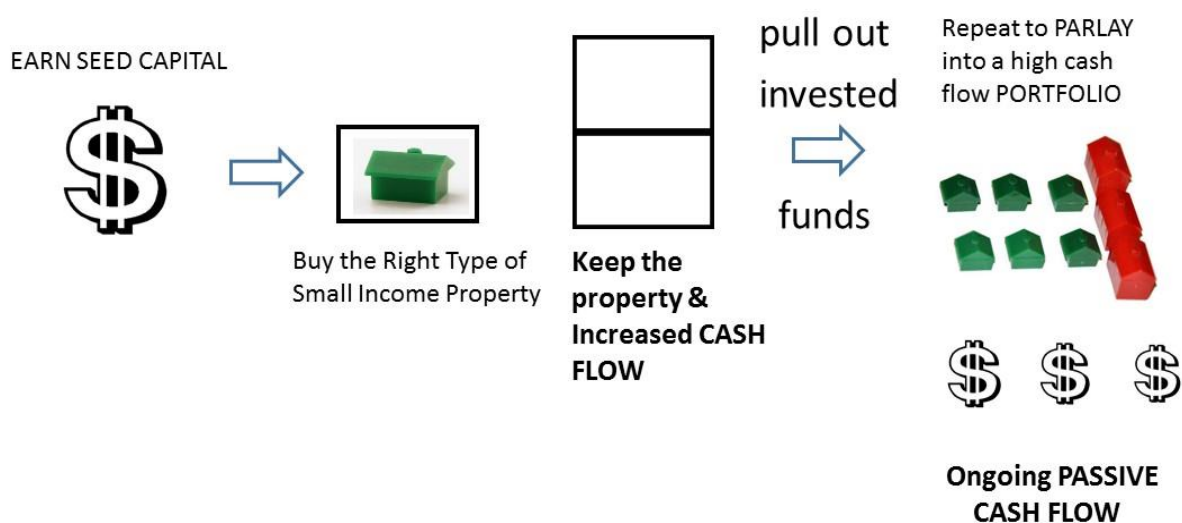 EARN SEED CAPITAL
Buy the Right Type of
Small Income Property
Keep the
property &
Increased CASH
FLOW
pull out
invested
funds
Repeat to PARLAY
into a high cash
flow PORTFOLIO
Ongoing PASSIVE
CASH FLOW